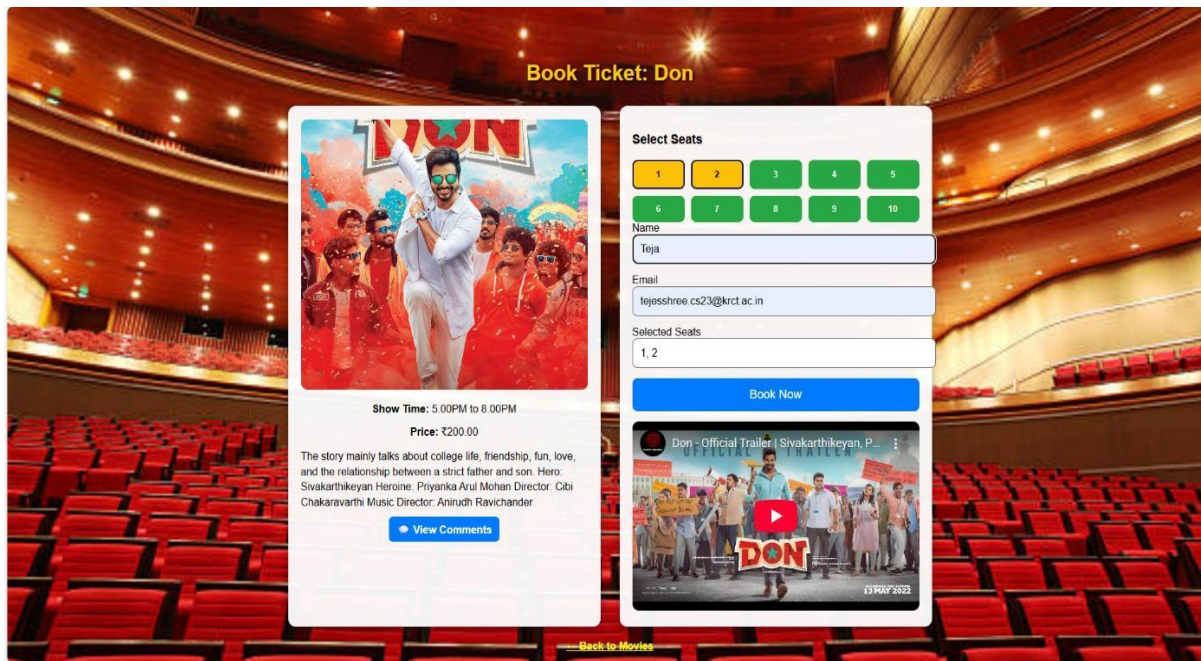 Book Ticket: Don
DON
Show Time: 5.00PM to 8.00PM
Price: ₹200.00
The story mainly talks about college life, friendship, fun, love,
and the relationship between a strict father and son. Hero:
Sivakarthikeyan Heroine: Priyanka Arul Mohan Director: Cibi
Chakaravarthi Music Director: Anirudh Ravichander
View Comments
Select Seats
1 2 3 4 5
6 7 8 9 10
Name
Teja
Email
tejesshree.cs23@krct.ac.in
Selected Seats
1, 2
Book Now
Don - Official Trailer | Sivakarthikeyan, P...
OFFICIAL TRAILER
DON
13 MAY 2022
← Back to Movies